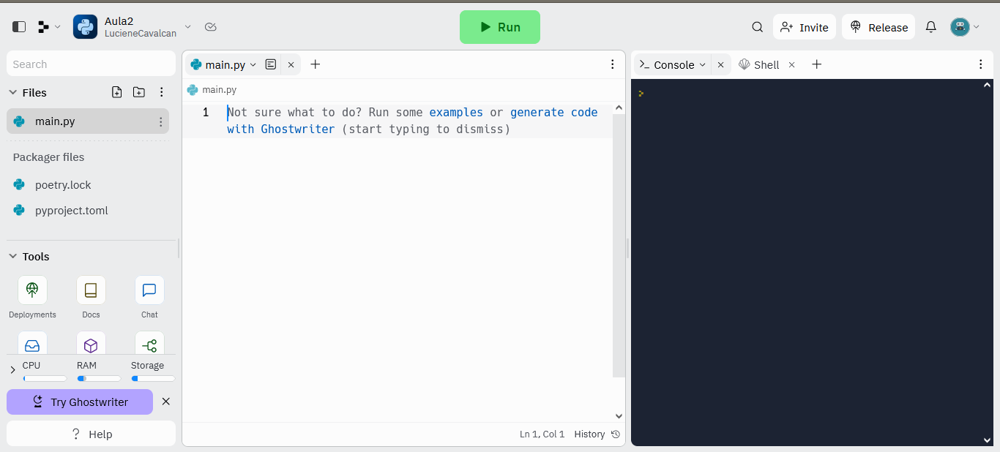 Aula2
LucieneCavalcan
Run
Invite
Release
Search
Files
main.py
Packager files
poetry.lock
pyproject.toml
Tools
Deployments
Docs
Chat
CPU
RAM
Storage
Try Ghostwriter
? Help
main.py
main.py
1 Not sure what to do? Run some examples or generate code
with Ghostwriter (start typing to dismiss)
Ln 1, Col 1 History
>_ Console
Shell
>